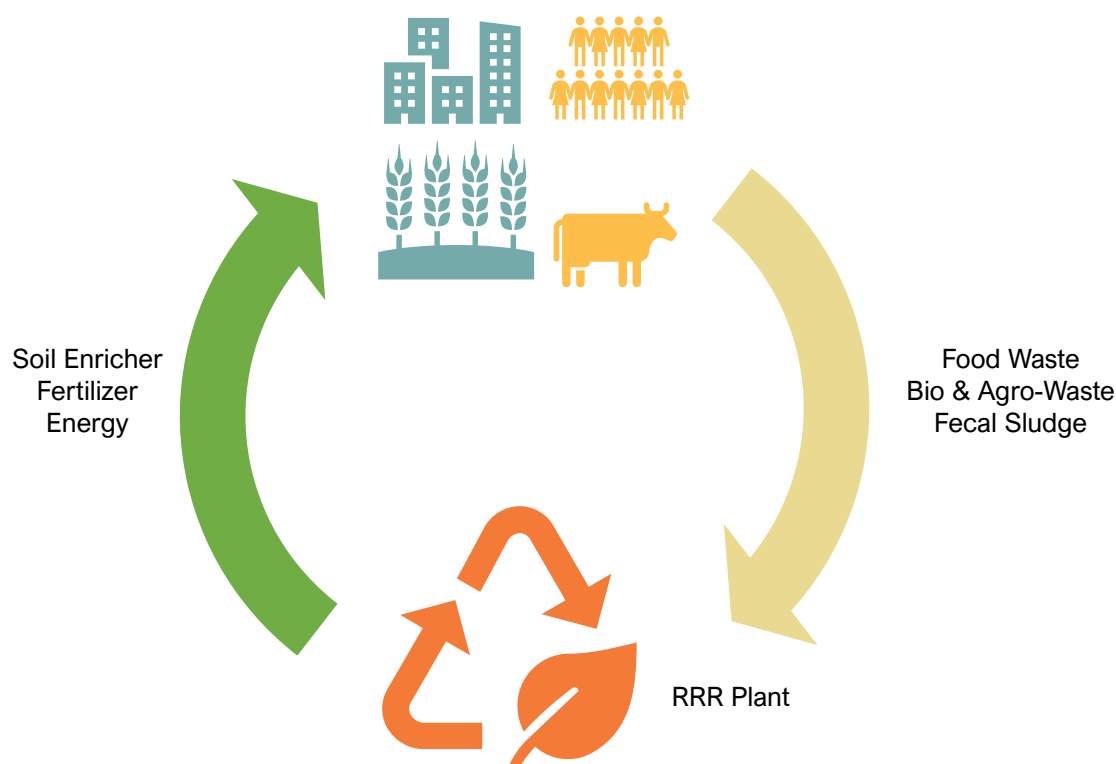 Soil Enricher
Fertilizer
Energy
Food Waste
Bio & Agro-Waste
Fecal Sludge
RRR Plant